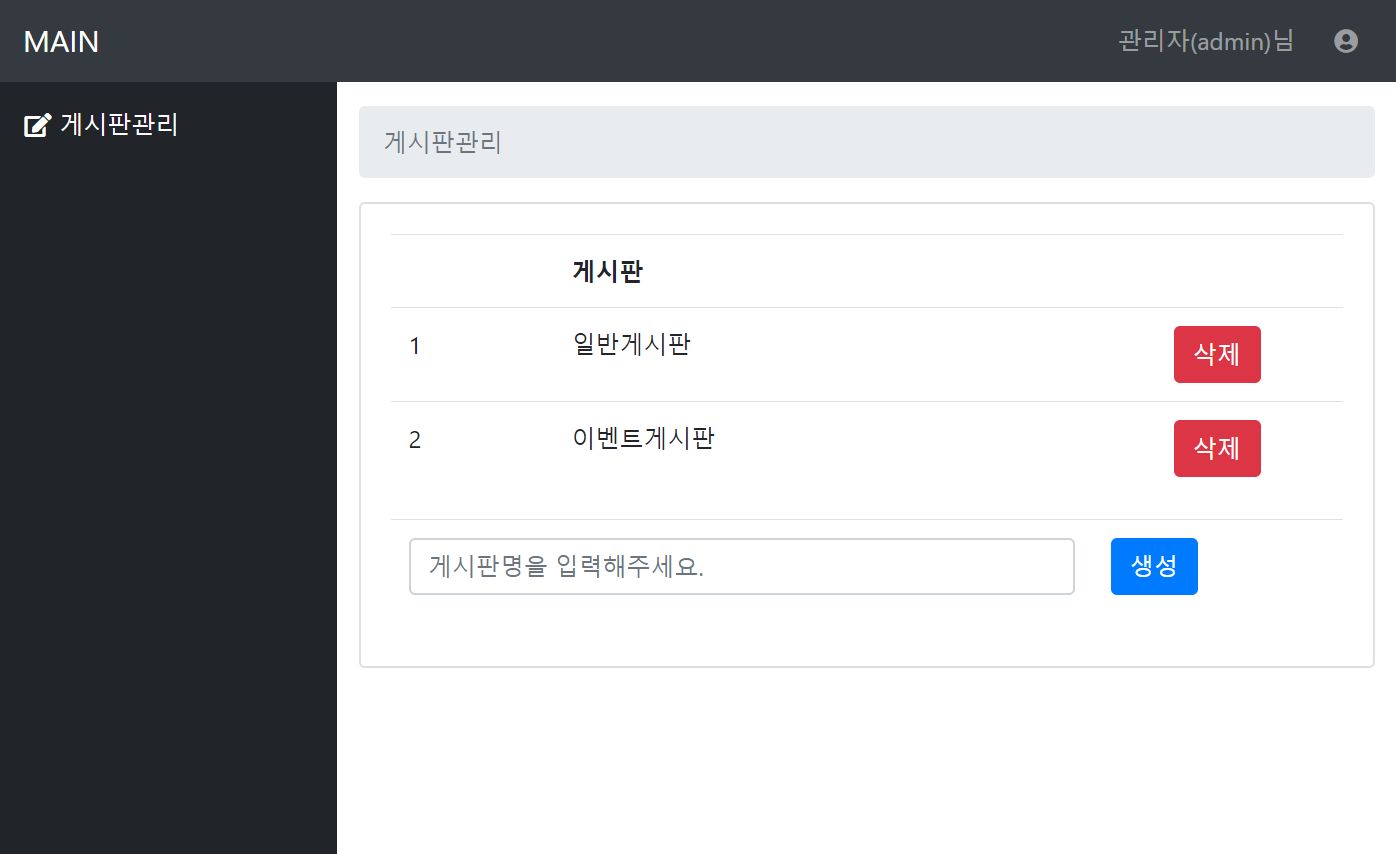 MAIN
관리자(admin)님
게시판관리
게시판관리
게시판
1 일반게시판 삭제
2 이벤트게시판 삭제
게시판명을 입력해주세요. 생성